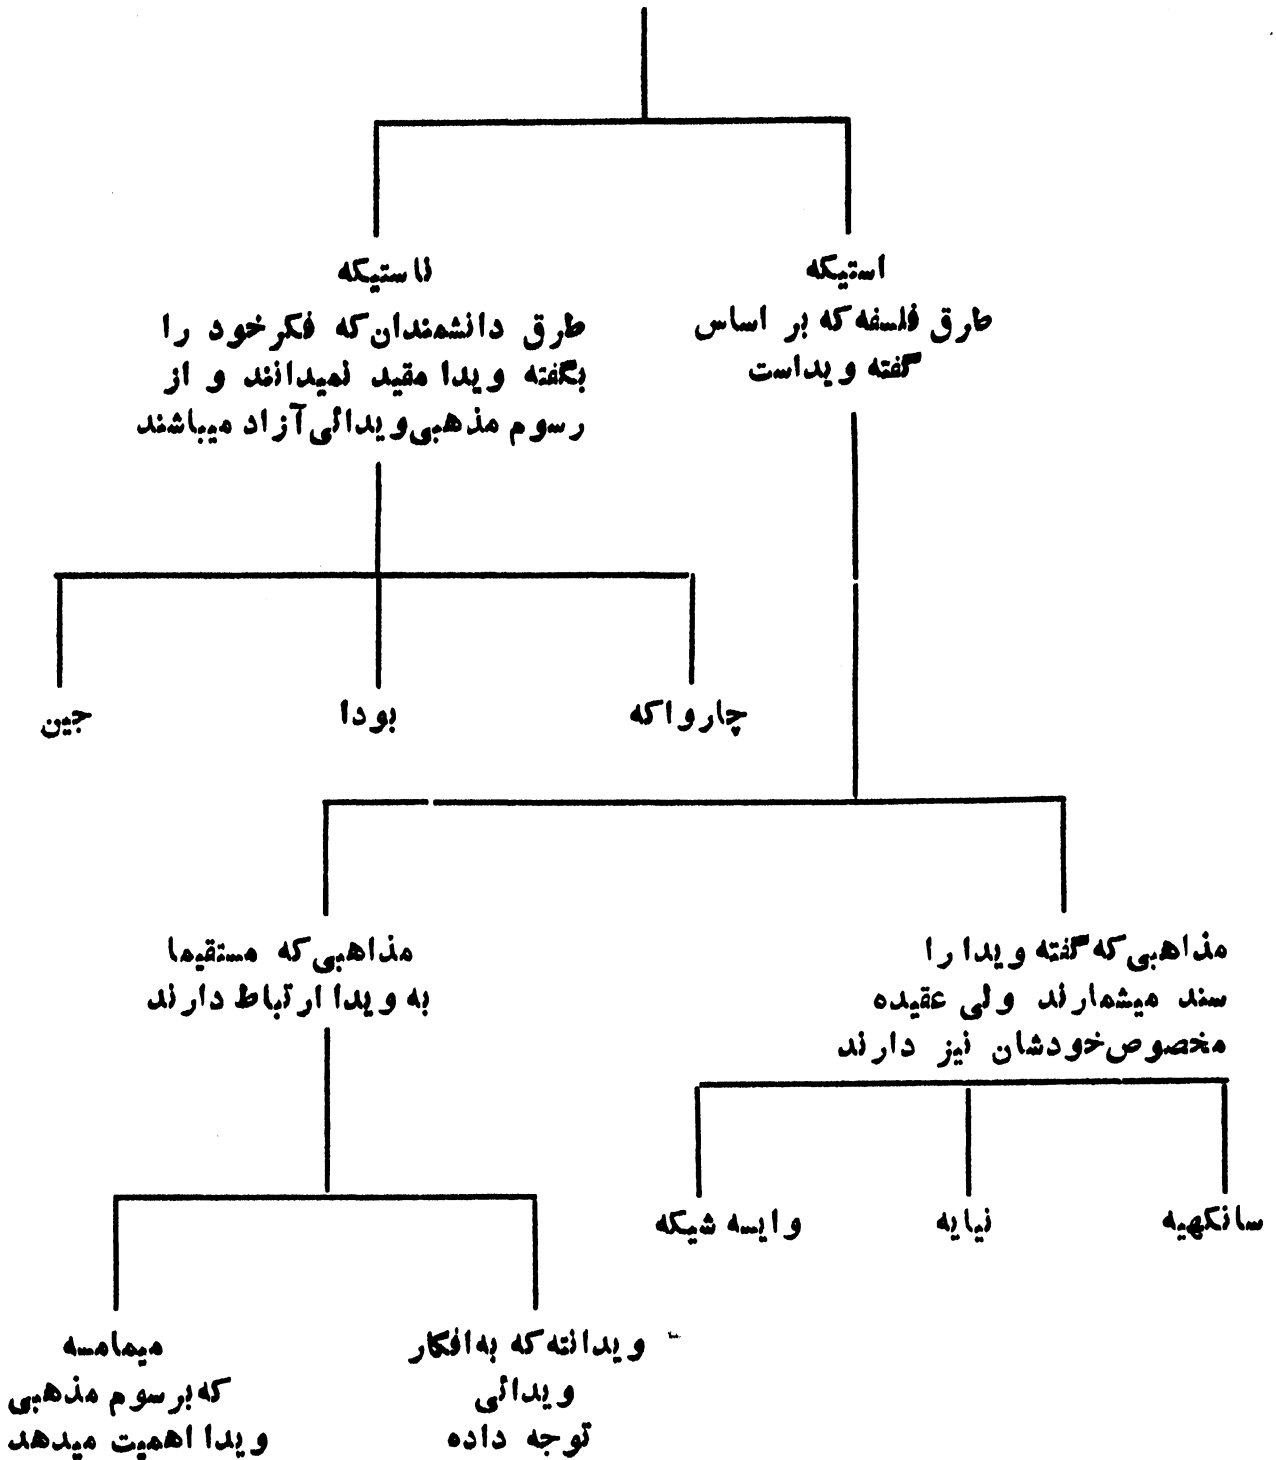 استیکه
طرق فلسفه که بر اساس
گفته ویداست
ناستیکه
طرق دانشمندان که فکر خود را
بگفته ویدا مقید نمیدانند و از
رسوم مذهبی ویدائی آزاد میباشند
چارواکه
بودا
جین
مذاهبی که گفته ویدا را
سند میشمارند ولی عقیده
مخصوص خودشان نیز دارند
مذاهبی که مستقیما
به ویدا ارتباط دارند
سانکهیه
نیایه
وایسه شیکه
ویدانته که به افکار
ویدائی
توجه داده
میمامسه
که برسوم مذهبی
ویدا اهمیت میدهد